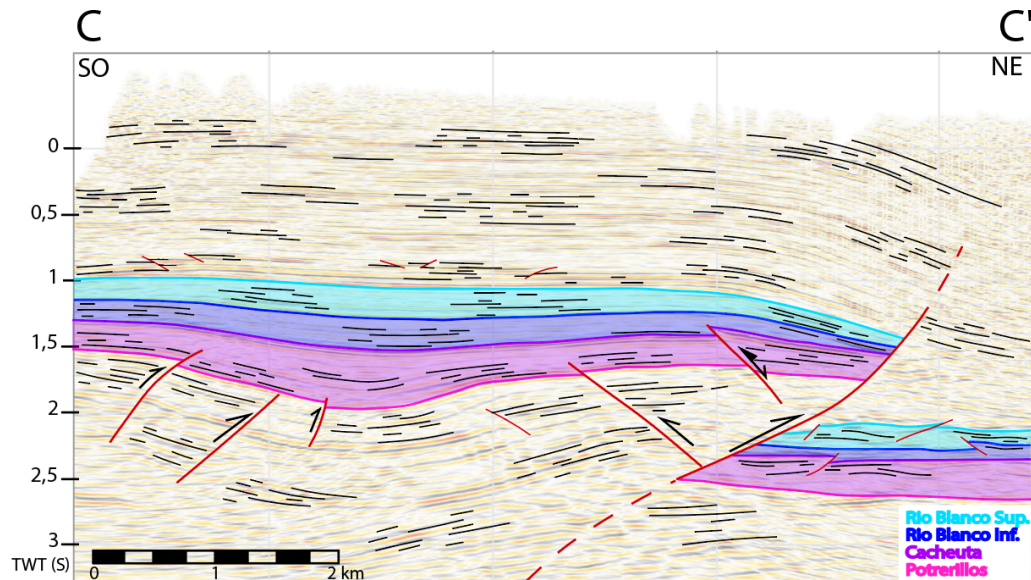 C
C'
SO
NE
0
0,5
1
1,5
2
2,5
3
TWT (S)
0
1
2 km
Rio Blanco Sup.
Rio Blanco Inf.
Cacheuta
Potrerillos